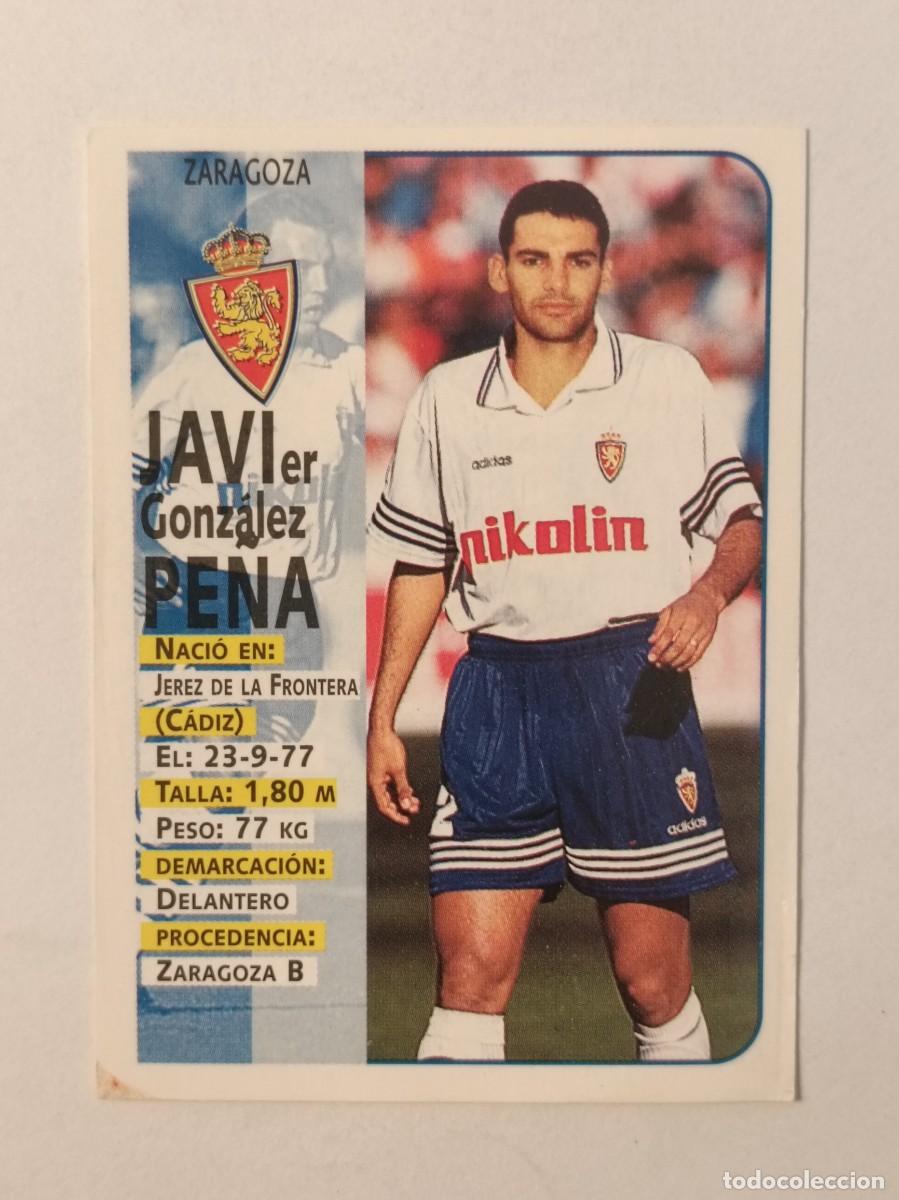 ZARAGOZA
JAVIer
González
PEÑA
NACIÓ EN:
JEREZ DE LA FRONTERA
(CÁDIZ)
EL: 23-9-77
TALLA: 1,80 M
PESO: 77 KG
DEMARCACIÓN:
DELANTERO
PROCEDENCIA:
ZARAGOZA B
adidas
nikolin
adidas
todocoleccion